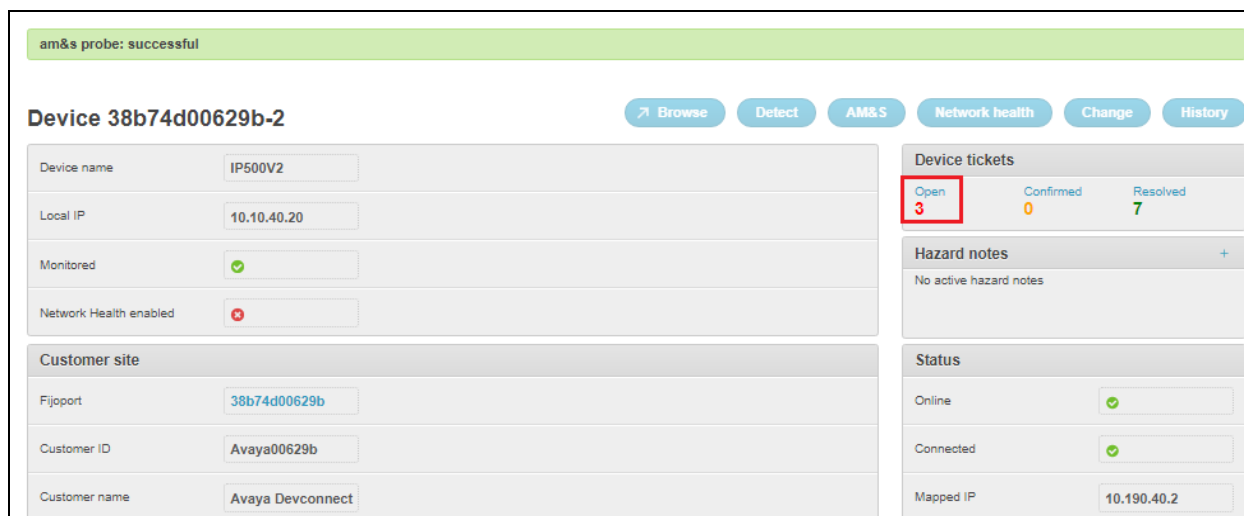 am&s probe: successful
Device 38b74d00629b-2
Browse
Detect
AM&S
Network health
Change
History
Device name
IP500V2
Local IP
10.10.40.20
Monitored
Network Health enabled
Device tickets
Open
Confirmed
Resolved
3
0
7
Hazard notes
+
No active hazard notes
Customer site
Fijoport
38b74d00629b
Customer ID
Avaya00629b
Customer name
Avaya Devconnect
Status
Online
Connected
Mapped IP
10.190.40.2